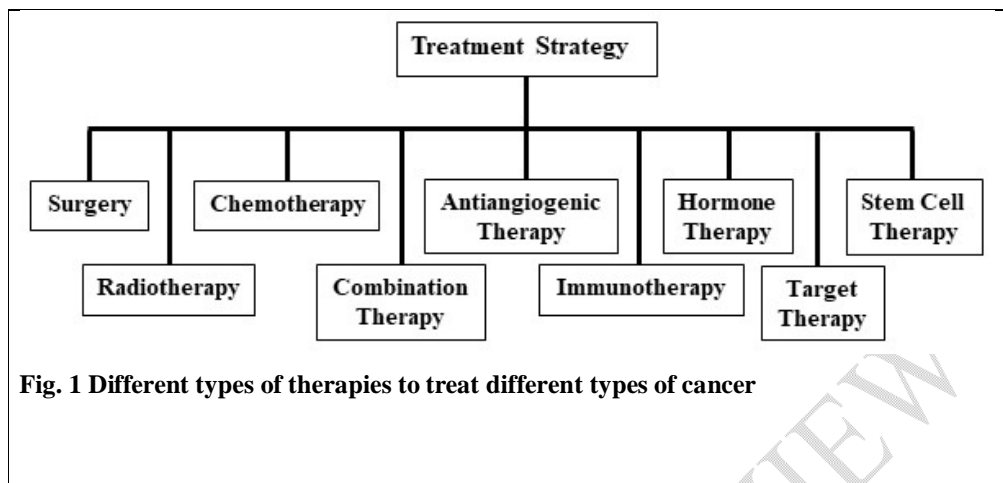 Treatment Strategy
Surgery
Chemotherapy
Antiangiogenic
Therapy
Hormone
Therapy
Stem Cell
Therapy
Radiotherapy
Combination
Therapy
Immunotherapy
Target
Therapy
Fig. 1 Different types of therapies to treat different types of cancer
VIEW